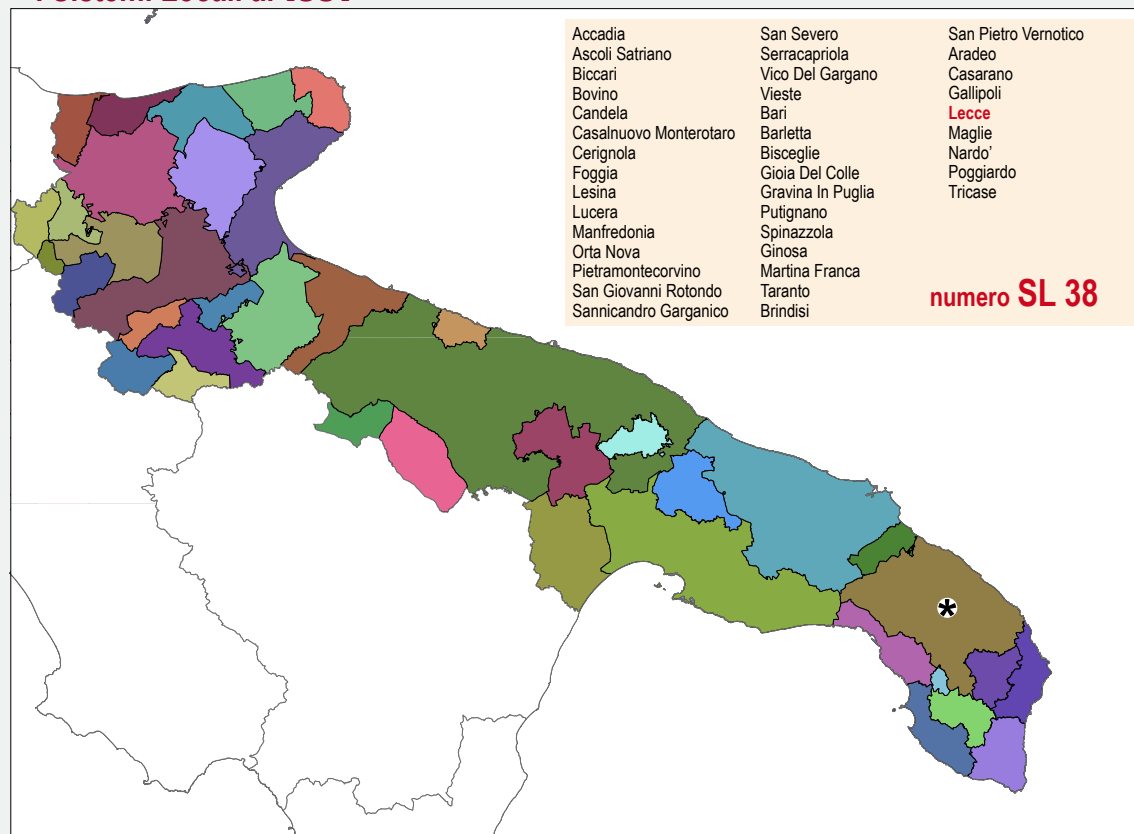 Sistemi Locali al
Accadia
Ascoli Satriano
Biccari
Bovino
Candela
Casalnuovo Monterotaro
Cerignola
Foggia
Lesina
Lucera
Manfredonia
Orta Nova
Pietramontecorvino
San Giovanni Rotondo
Sannicandro Garganico
San Severo
Serracapriola
Vico Del Gargano
Vieste
Bari
Barletta
Bisceglie
Gioia Del Colle
Gravina In Puglia
Putignano
Spinazzola
Ginosa
Martina Franca
Taranto
Brindisi
San Pietro Vernotico
Aradeo
Casarano
Gallipoli
Lecce
Maglie
Nardo'
Poggiardo
Tricase
numero SL 38
*